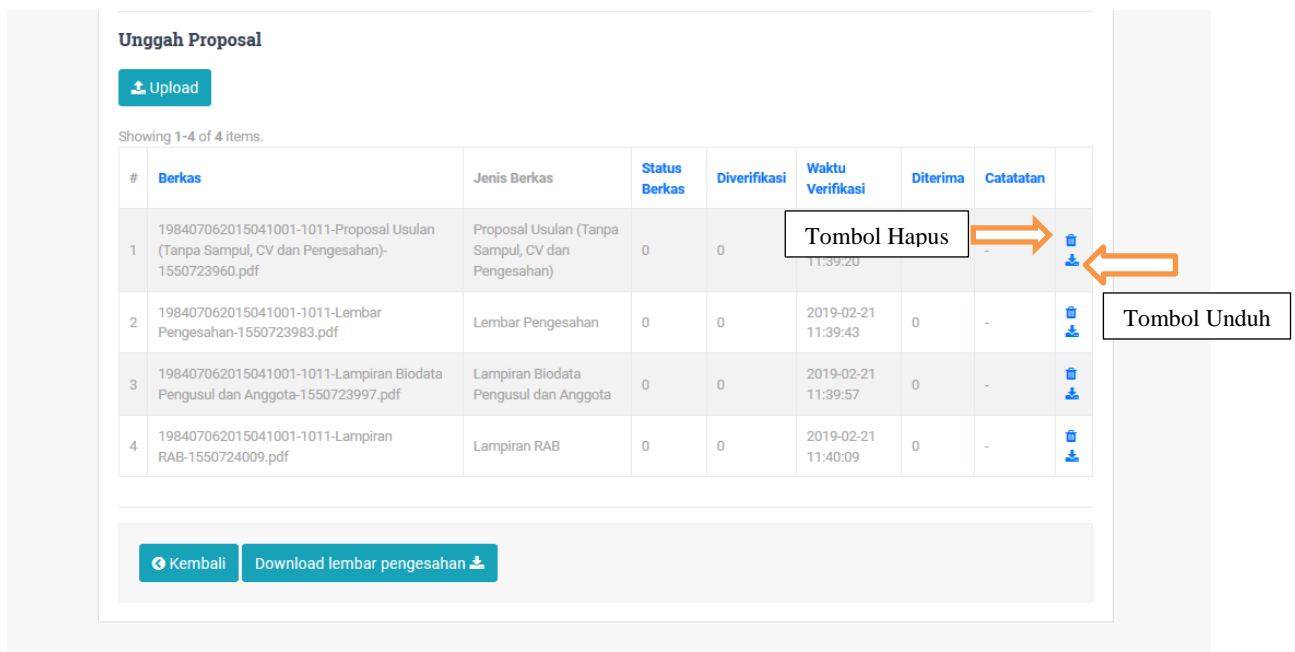 Unggah Proposal
Upload
Showing 1-4 of 4 items.
# Berkas Jenis Berkas Status Berkas Diverifikasi Waktu Verifikasi Diterima Catatatan
1 198407062015041001-1011-Proposal Usulan (Tanpa Sampul, CV dan Pengesahan)-1550723960.pdf Proposal Usulan (Tanpa Sampul, CV dan Pengesahan) 0 0 11:39:20 -
Tombol Hapus
Tombol Unduh
2 198407062015041001-1011-Lembar Pengesahan-1550723983.pdf Lembar Pengesahan 0 0 2019-02-21 11:39:43 0 -
3 198407062015041001-1011-Lampiran Biodata Pengusul dan Anggota-1550723997.pdf Lampiran Biodata Pengusul dan Anggota 0 0 2019-02-21 11:39:57 0 -
4 198407062015041001-1011-Lampiran RAB-1550724009.pdf Lampiran RAB 0 0 2019-02-21 11:40:09 0 -
Kembali
Download lembar pengesahan